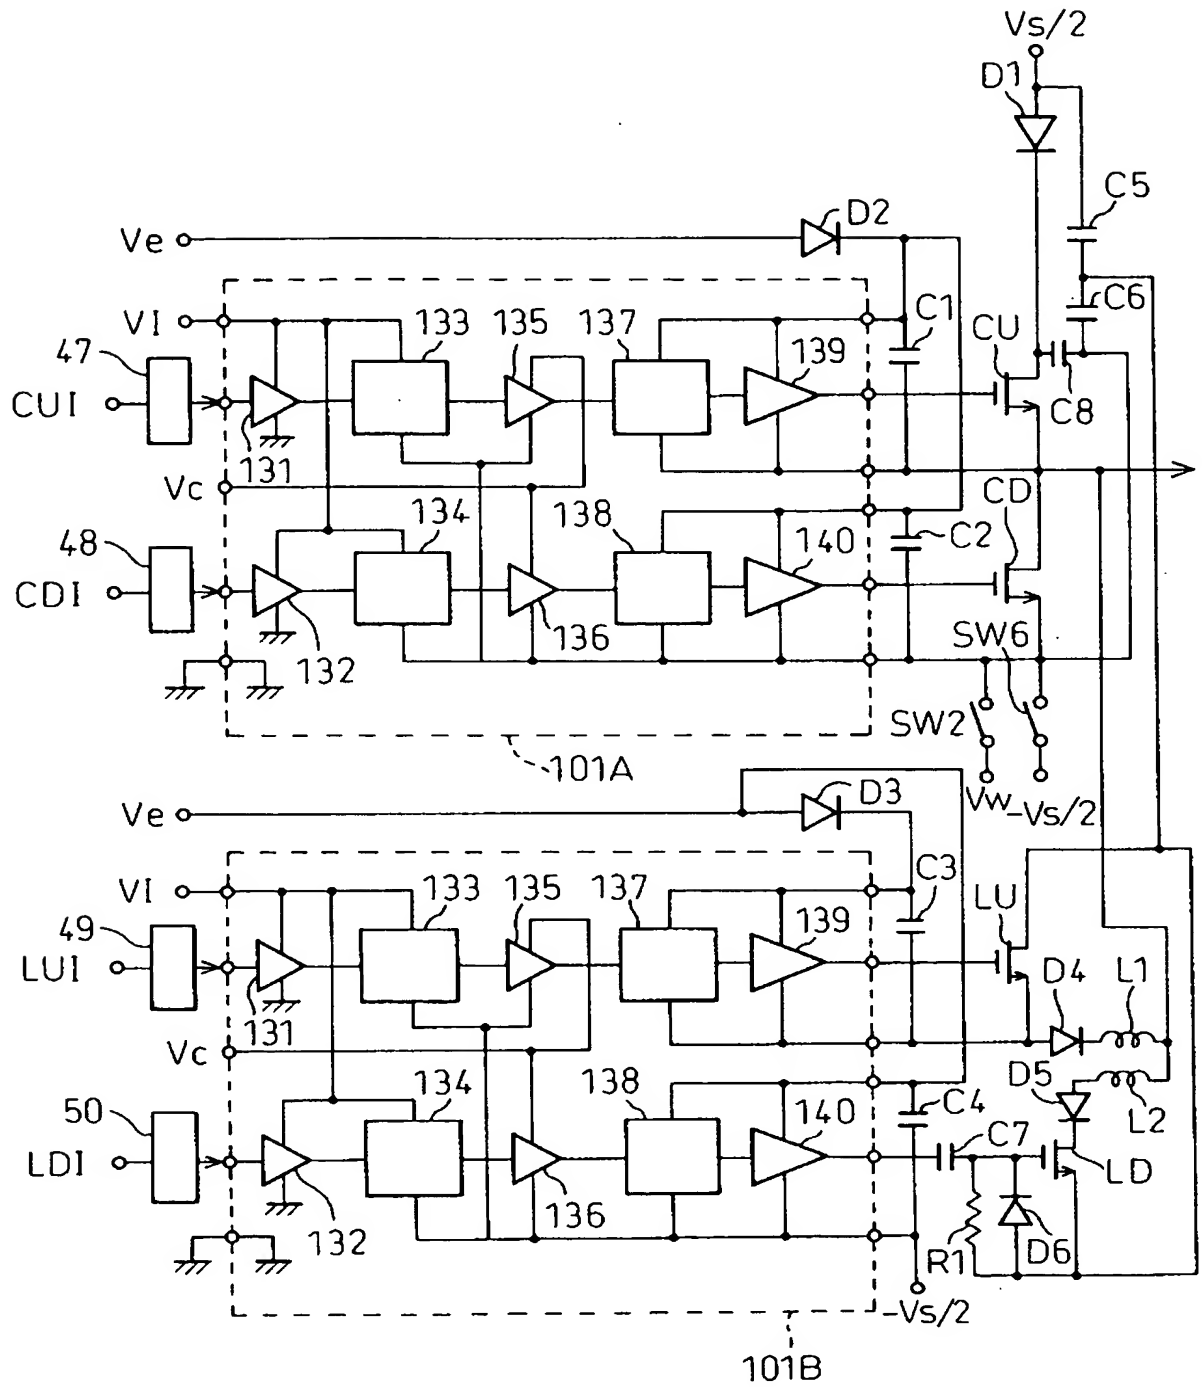 Vs/2
D1
C5
D2
Ve
C6
VI
133
135
137
C1
CU
47
139
CUI
C8
131
Vc
134
138
CD
48
140
C2
CDI
136
SW6
132
SW2
101A
Vw
-Vs/2
Ve
D3
VI
133
135
137
C3
LU
49
139
LUI
D4
L1
131
Vc
134
138
D5
50
140
C4
L2
C7
LDI
LD
136
132
R1
D6
-Vs/2
101B